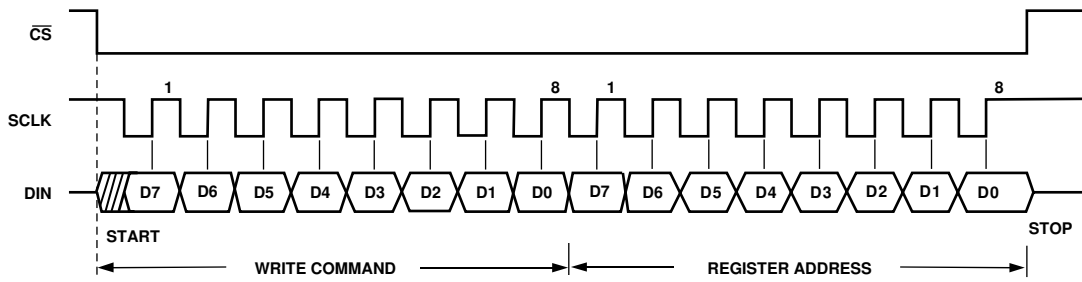 CS
1 8 1 8
SCLK
DIN D7 D6 D5 D4 D3 D2 D1 D0 D7 D6 D5 D4 D3 D2 D1 D0
START STOP
WRITE COMMAND REGISTER ADDRESS